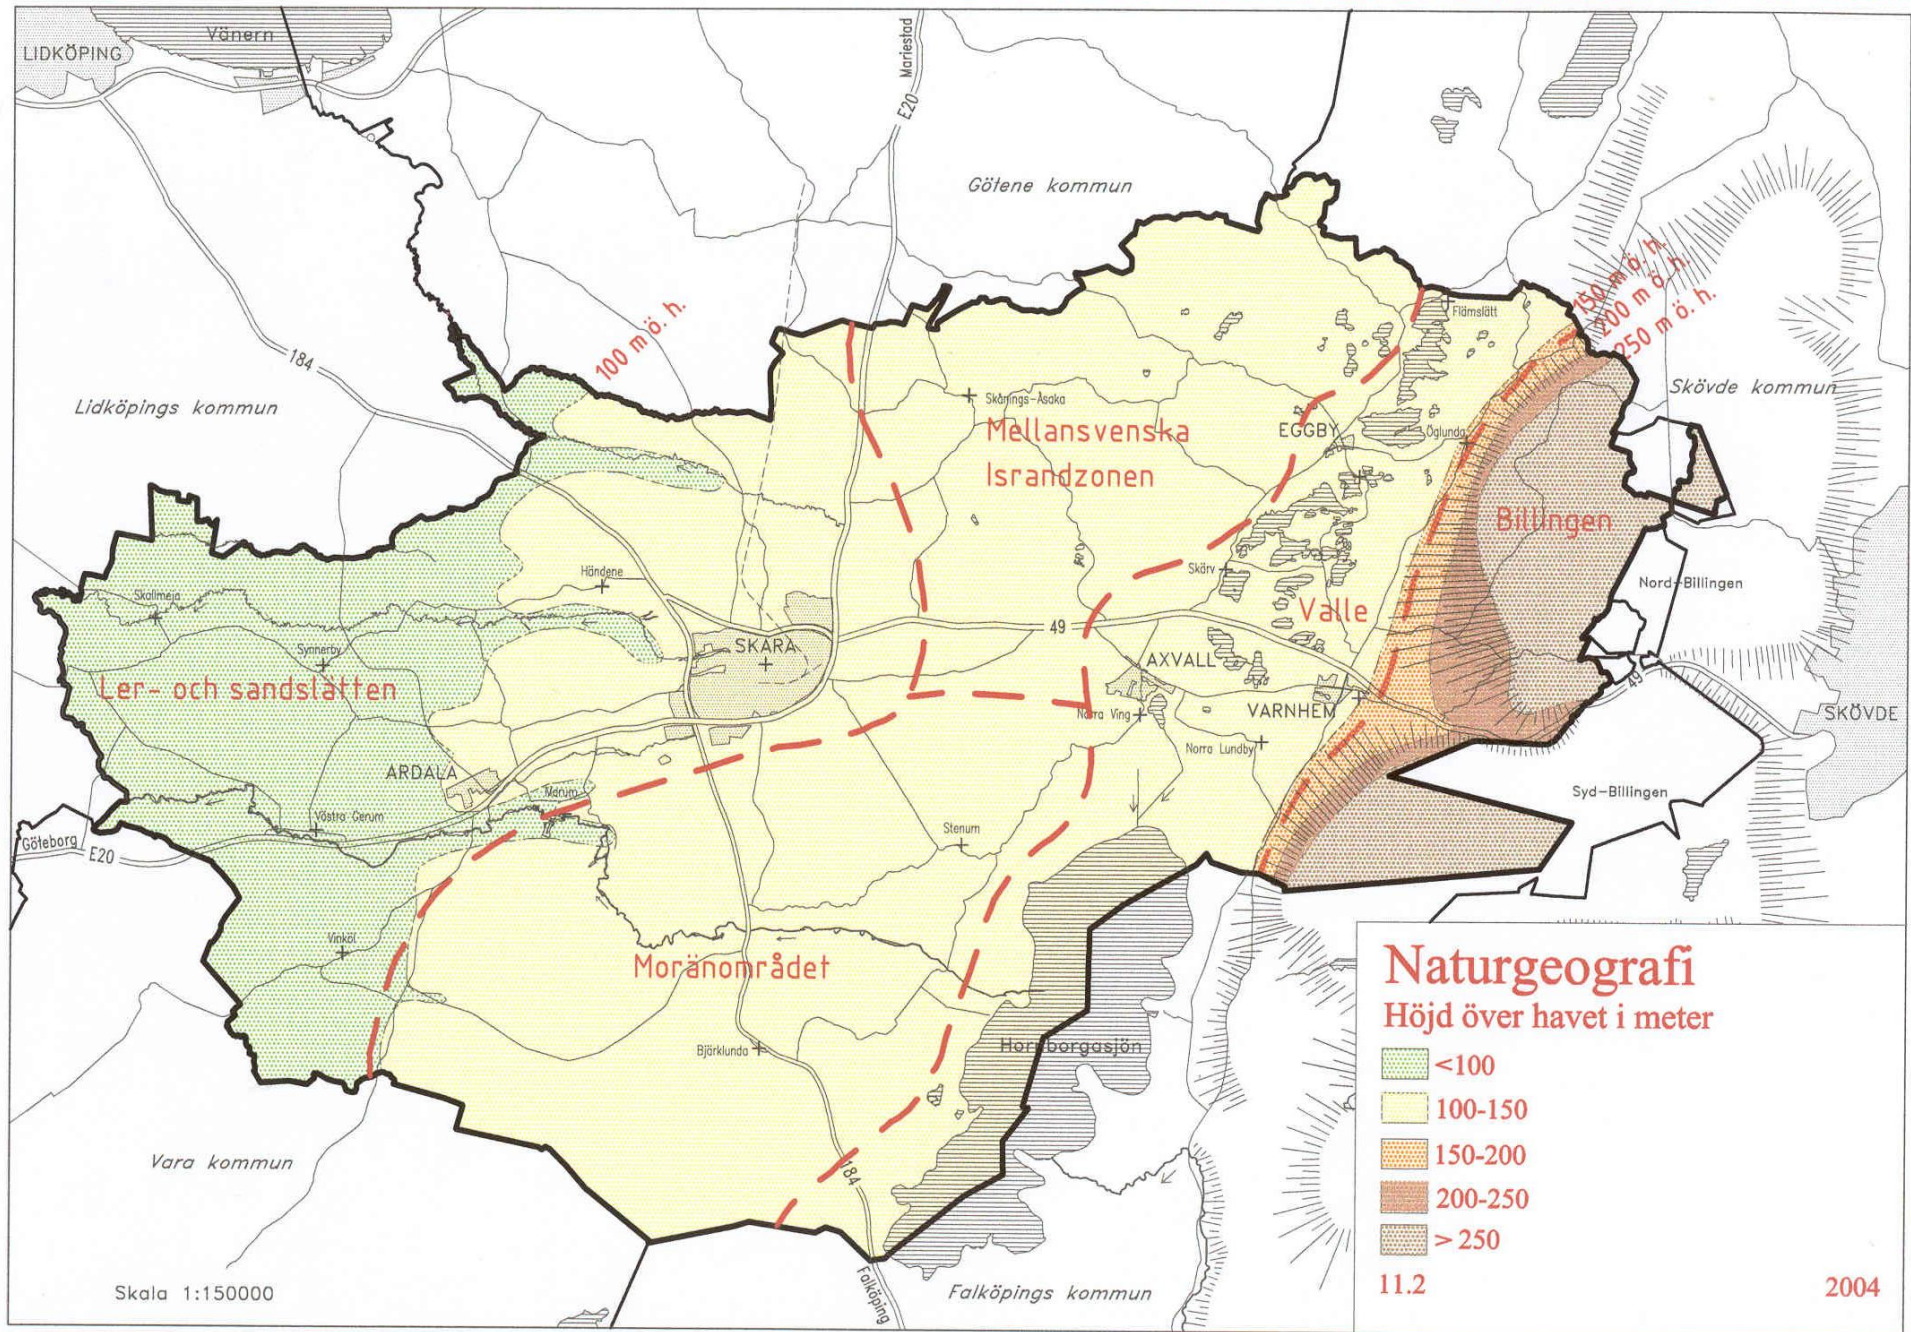 Vänern
LIDKÖPING
Mariestad
E20
Götene kommun
150 m ö. h.
200 m ö. h.
250 m ö. h.
Flämslätt
100 m ö. h.
184
Skövde kommun
Lidköpings kommun
Skånings-Åsaka
Mellansvenska
Israndzonen
EGGBY
Öglunda
Billingen
Händene
Skärv
Nord-Billingen
Skallmeja
Valle
49
SKARA
Synnerby
AXVALL
49
Ler- och sandslätten
VARNHEM
SKÖVDE
Norra Ving
Norra Lundby
ARDALA
Marum
Syd-Billingen
Västra Gerum
Stenum
Göteborg
E20
Vinköl
Moränområdet
Hornborgasjön
Bjärklunda
Vara kommun
184
Falköping
Falköpings kommun
Skala 1:150000
Naturgeografi
Höjd över havet i meter
<100
100-150
150-200
200-250
> 250
11.2
2004